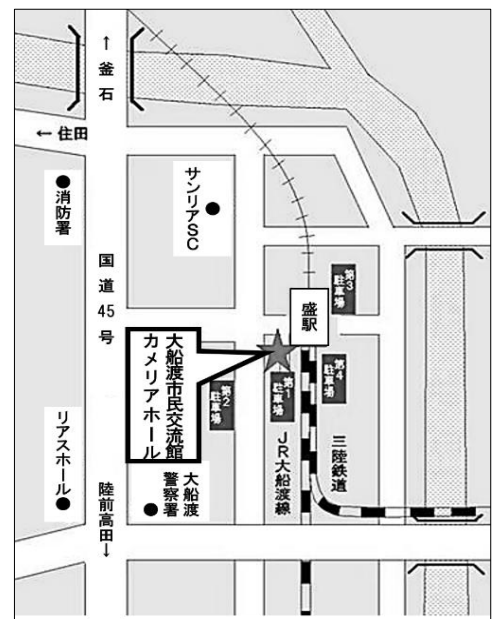 ↑釜石
← 住田
消防署
サンリアSC
国道45号
第3
駐車場
盛駅
大船渡市民交流館
カメリアホール
第1
駐車場
第2
駐車場
第4
駐車場
三陸鉄道
JR大船渡線
リアスホール
陸前高田→
大船渡
警察署